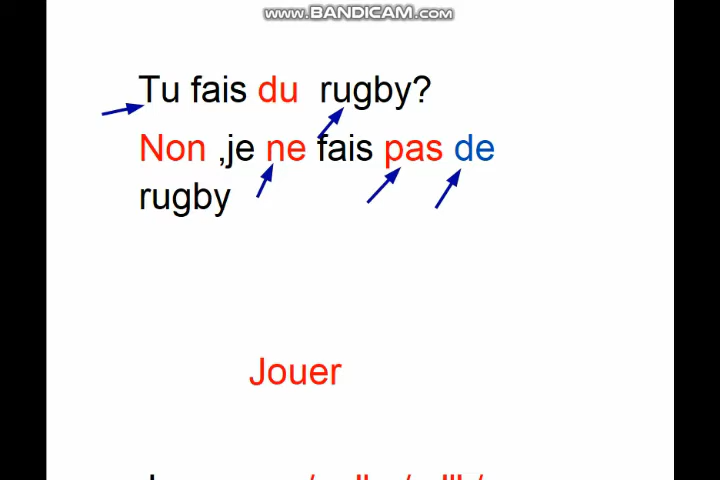 www.BANDICAM.com
Tu fais du rugby?
Non ,je ne fais pas de
rugby
Jouer